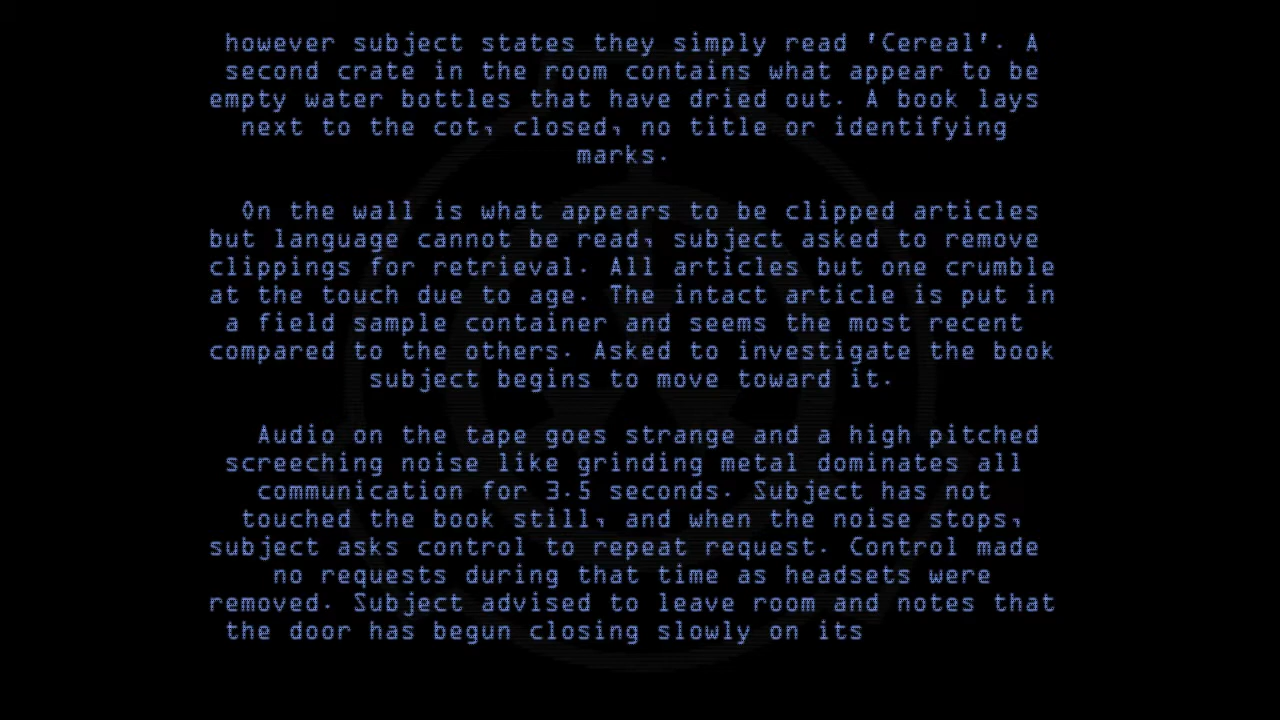 however subject states they simply read 'Cereal'. A
second crate in the room contains what appear to be
empty water bottles that have dried out. A book lays
next to the cot, closed, no title or identifying
marks.
On the wall is what appears to be clipped articles
but language cannot be read, subject asked to remove
clippings for retrieval. All articles but one crumble
at the touch due to age. The intact article is put in
a field sample container and seems the most recent
compared to the others. Asked to investigate the book
subject begins to move toward it.
Audio on the tape goes strange and a high pitched
screeching noise like grinding metal dominates all
communication for 3.5 seconds. Subject has not
touched the book still, and when the noise stops,
subject asks control to repeat request. Control made
no requests during that time as headsets were
removed. Subject advised to leave room and notes that
the door has begun closing slowly on its